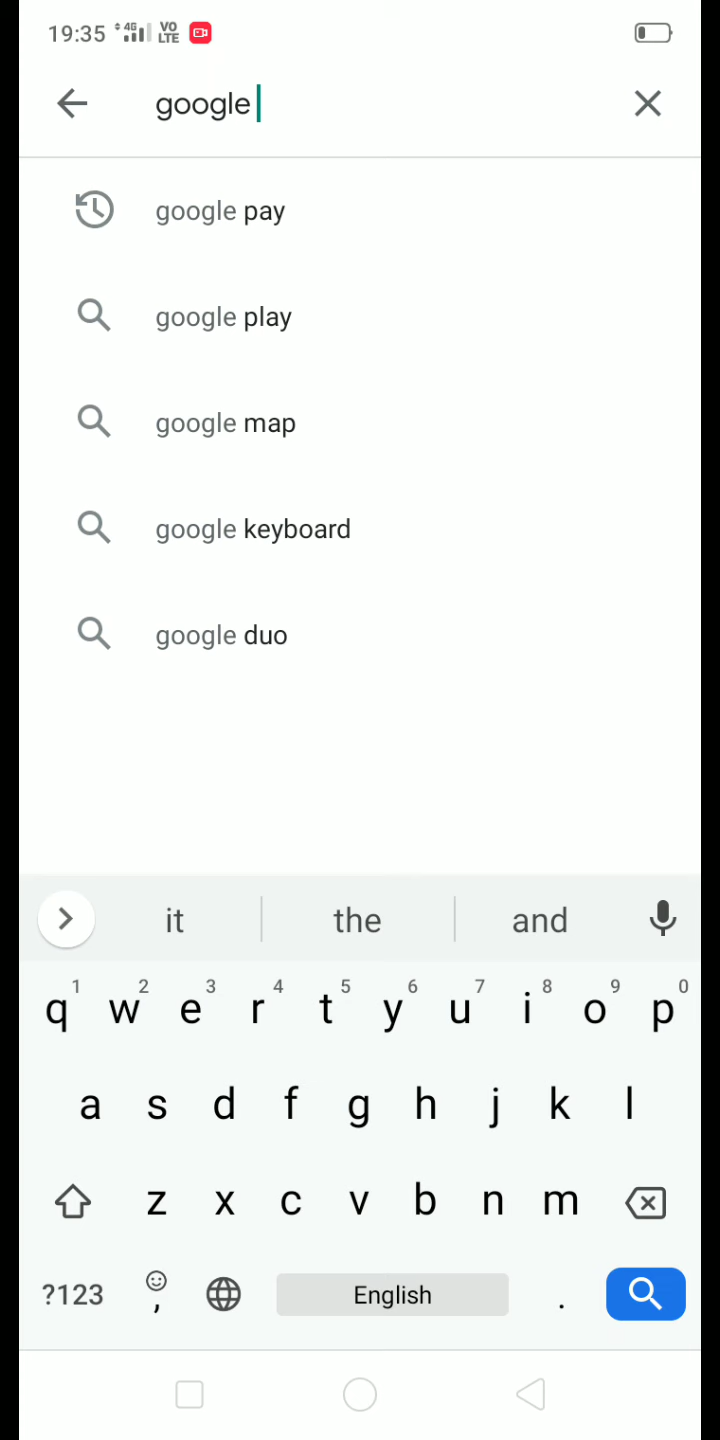 19:35 4G VO LTE
google
google pay
google play
google map
google keyboard
google duo
it the and
1 2 3 4 5 6 7 8 9 0
q w e r t y u i o p
a s d f g h j k l
z x c v b n m
?123 , English .